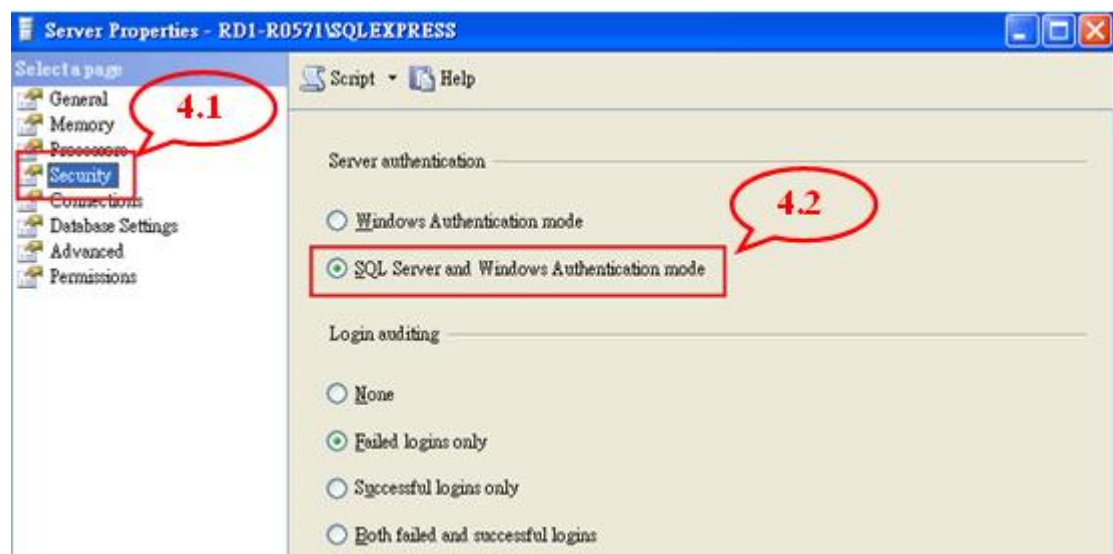 Server Properties - RD1-R0571\SQLEXPRESS
Select a page
General
Memory
Processors
Security
Connections
Database Settings
Advanced
Permissions
4.1
Script Help
Server authentication
Windows Authentication mode
SQL Server and Windows Authentication mode
4.2
Login auditing
None
Failed logins only
Successful logins only
Both failed and successful logins